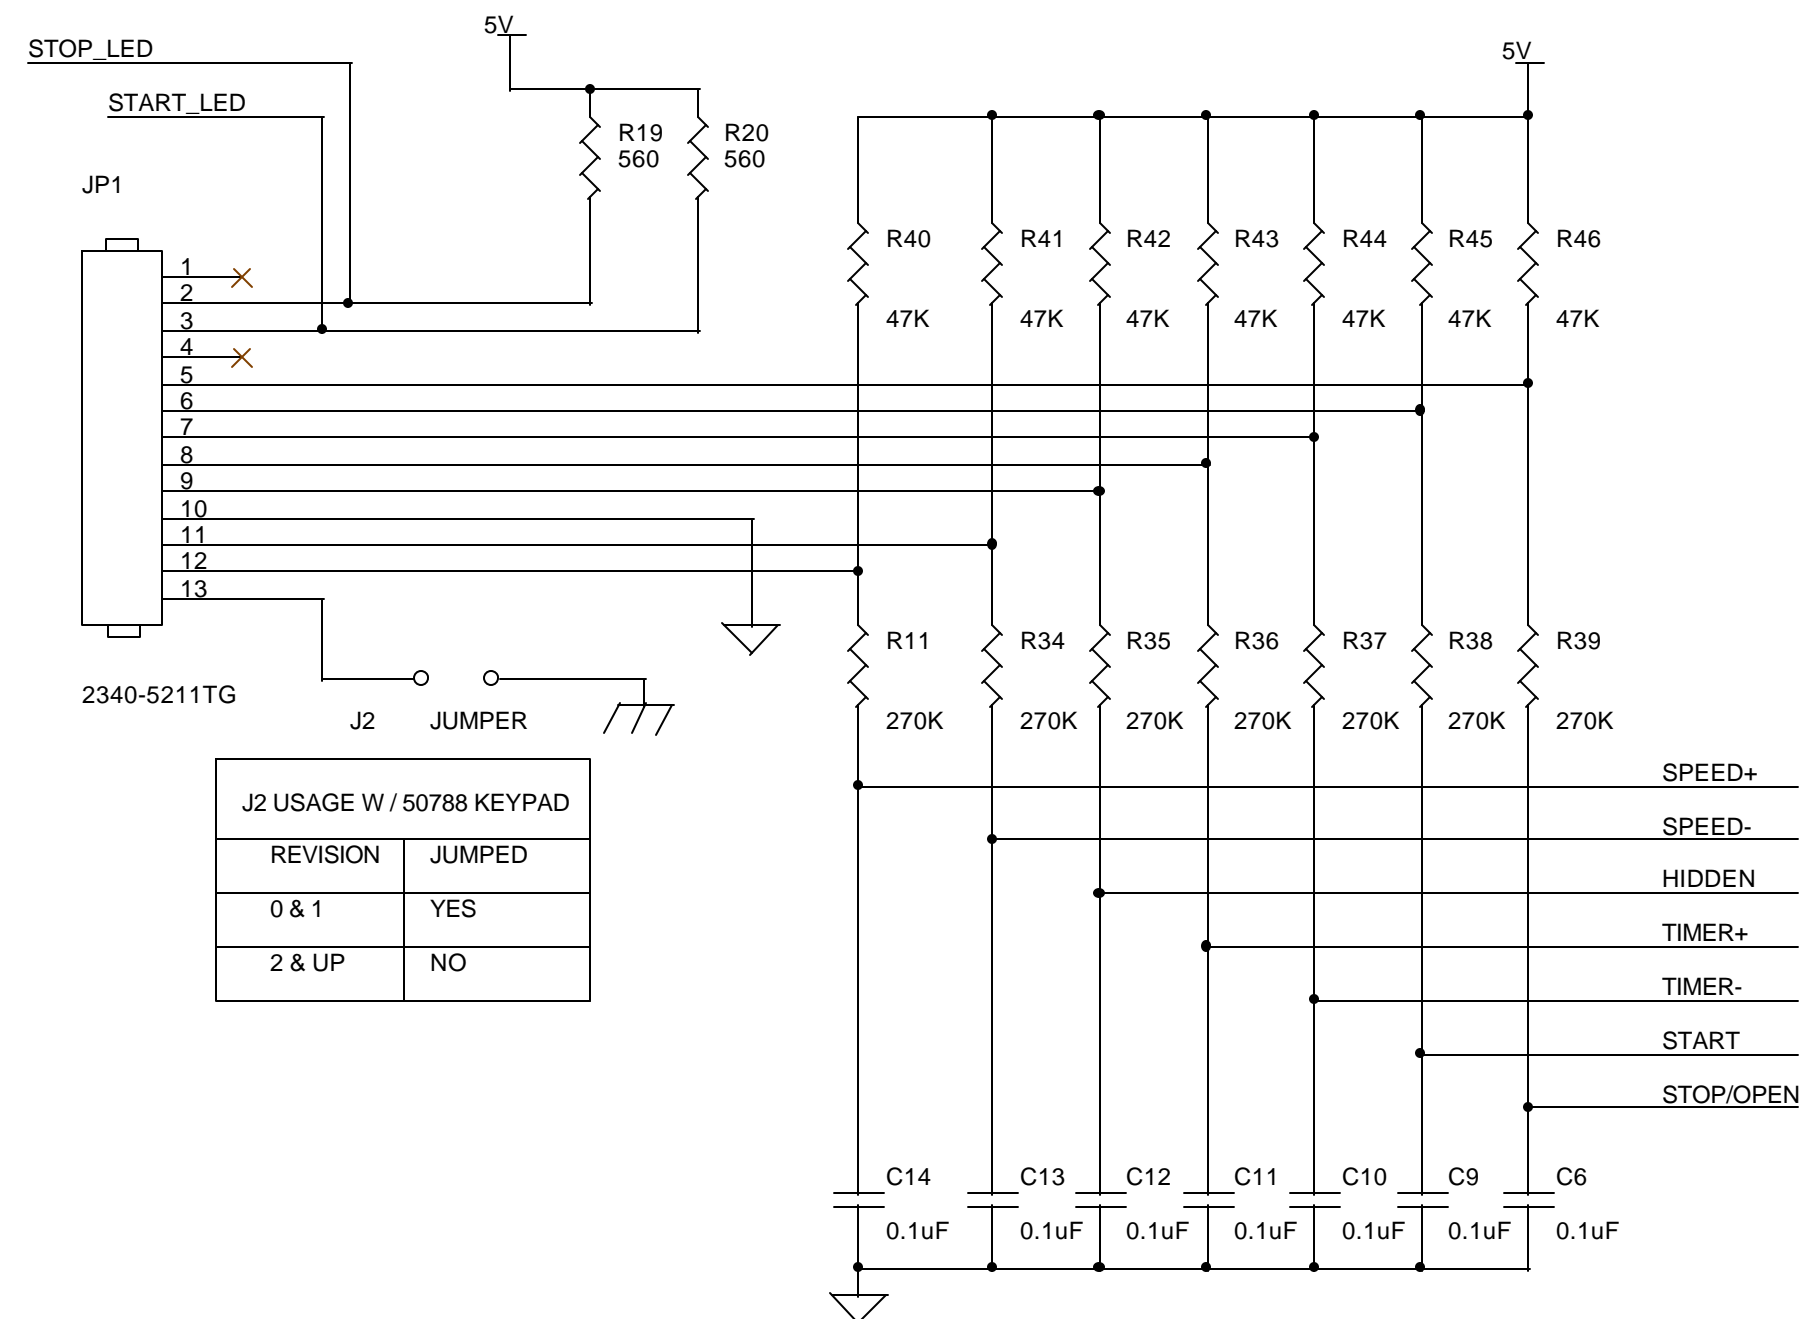 5V
STOP_LED
5V
START_LED
R19
R20
560
560
JP1
R40
R41
R42
R43
R44
R45
R46
1
2
3
47K
47K
47K
47K
47K
47K
47K
4
5
6
7
8
9
10
11
12
13
R11
R34
R35
R36
R37
R38
R39
2340-5211TG
J2
JUMPER
270K
270K
270K
270K
270K
270K
270K
SPEED+
J2 USAGE W / 50788 KEYPAD
SPEED-
REVISION
JUMPED
HIDDEN
0 & 1
YES
TIMER+
2 & UP
NO
TIMER-
START
STOP/OPEN
C14
C13
C12
C11
C10
C9
C6
0.1uF
0.1uF
0.1uF
0.1uF
0.1uF
0.1uF
0.1uF